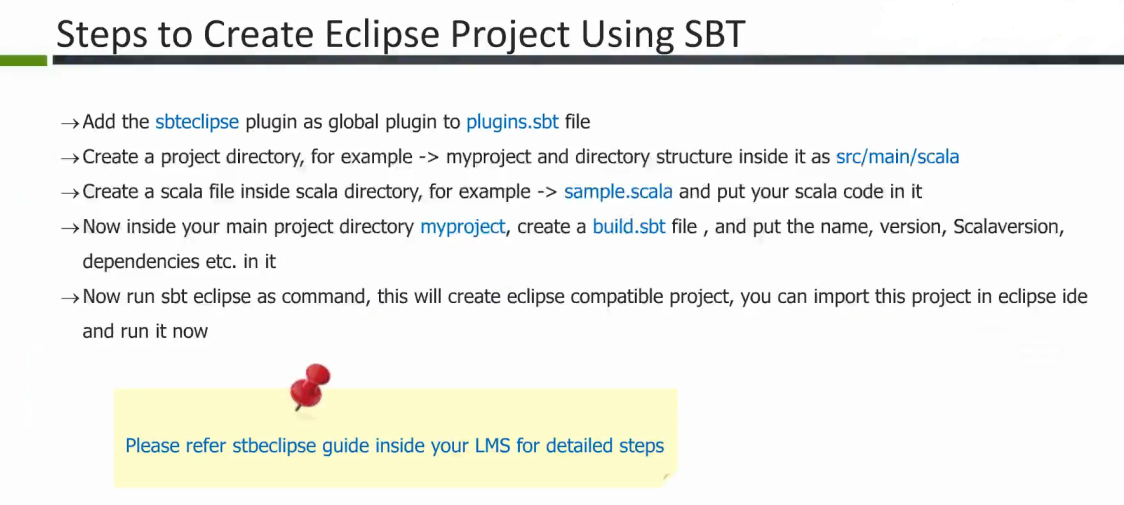 Steps to Create Eclipse Project Using SBT
→Add the sbteclipse plugin as global plugin to plugins.sbt file
→Create a project directory, for example -> myproject and directory structure inside it as src/main/scala
→Create a scala file inside scala directory, for example -> sample.scala and put your scala code in it
→Now inside your main project directory myproject, create a build.sbt file , and put the name, version, Scalaversion,
dependencies etc. in it
→Now run sbt eclipse as command, this will create eclipse compatible project, you can import this project in eclipse ide
and run it now
Please refer stbeclipse guide inside your LMS for detailed steps